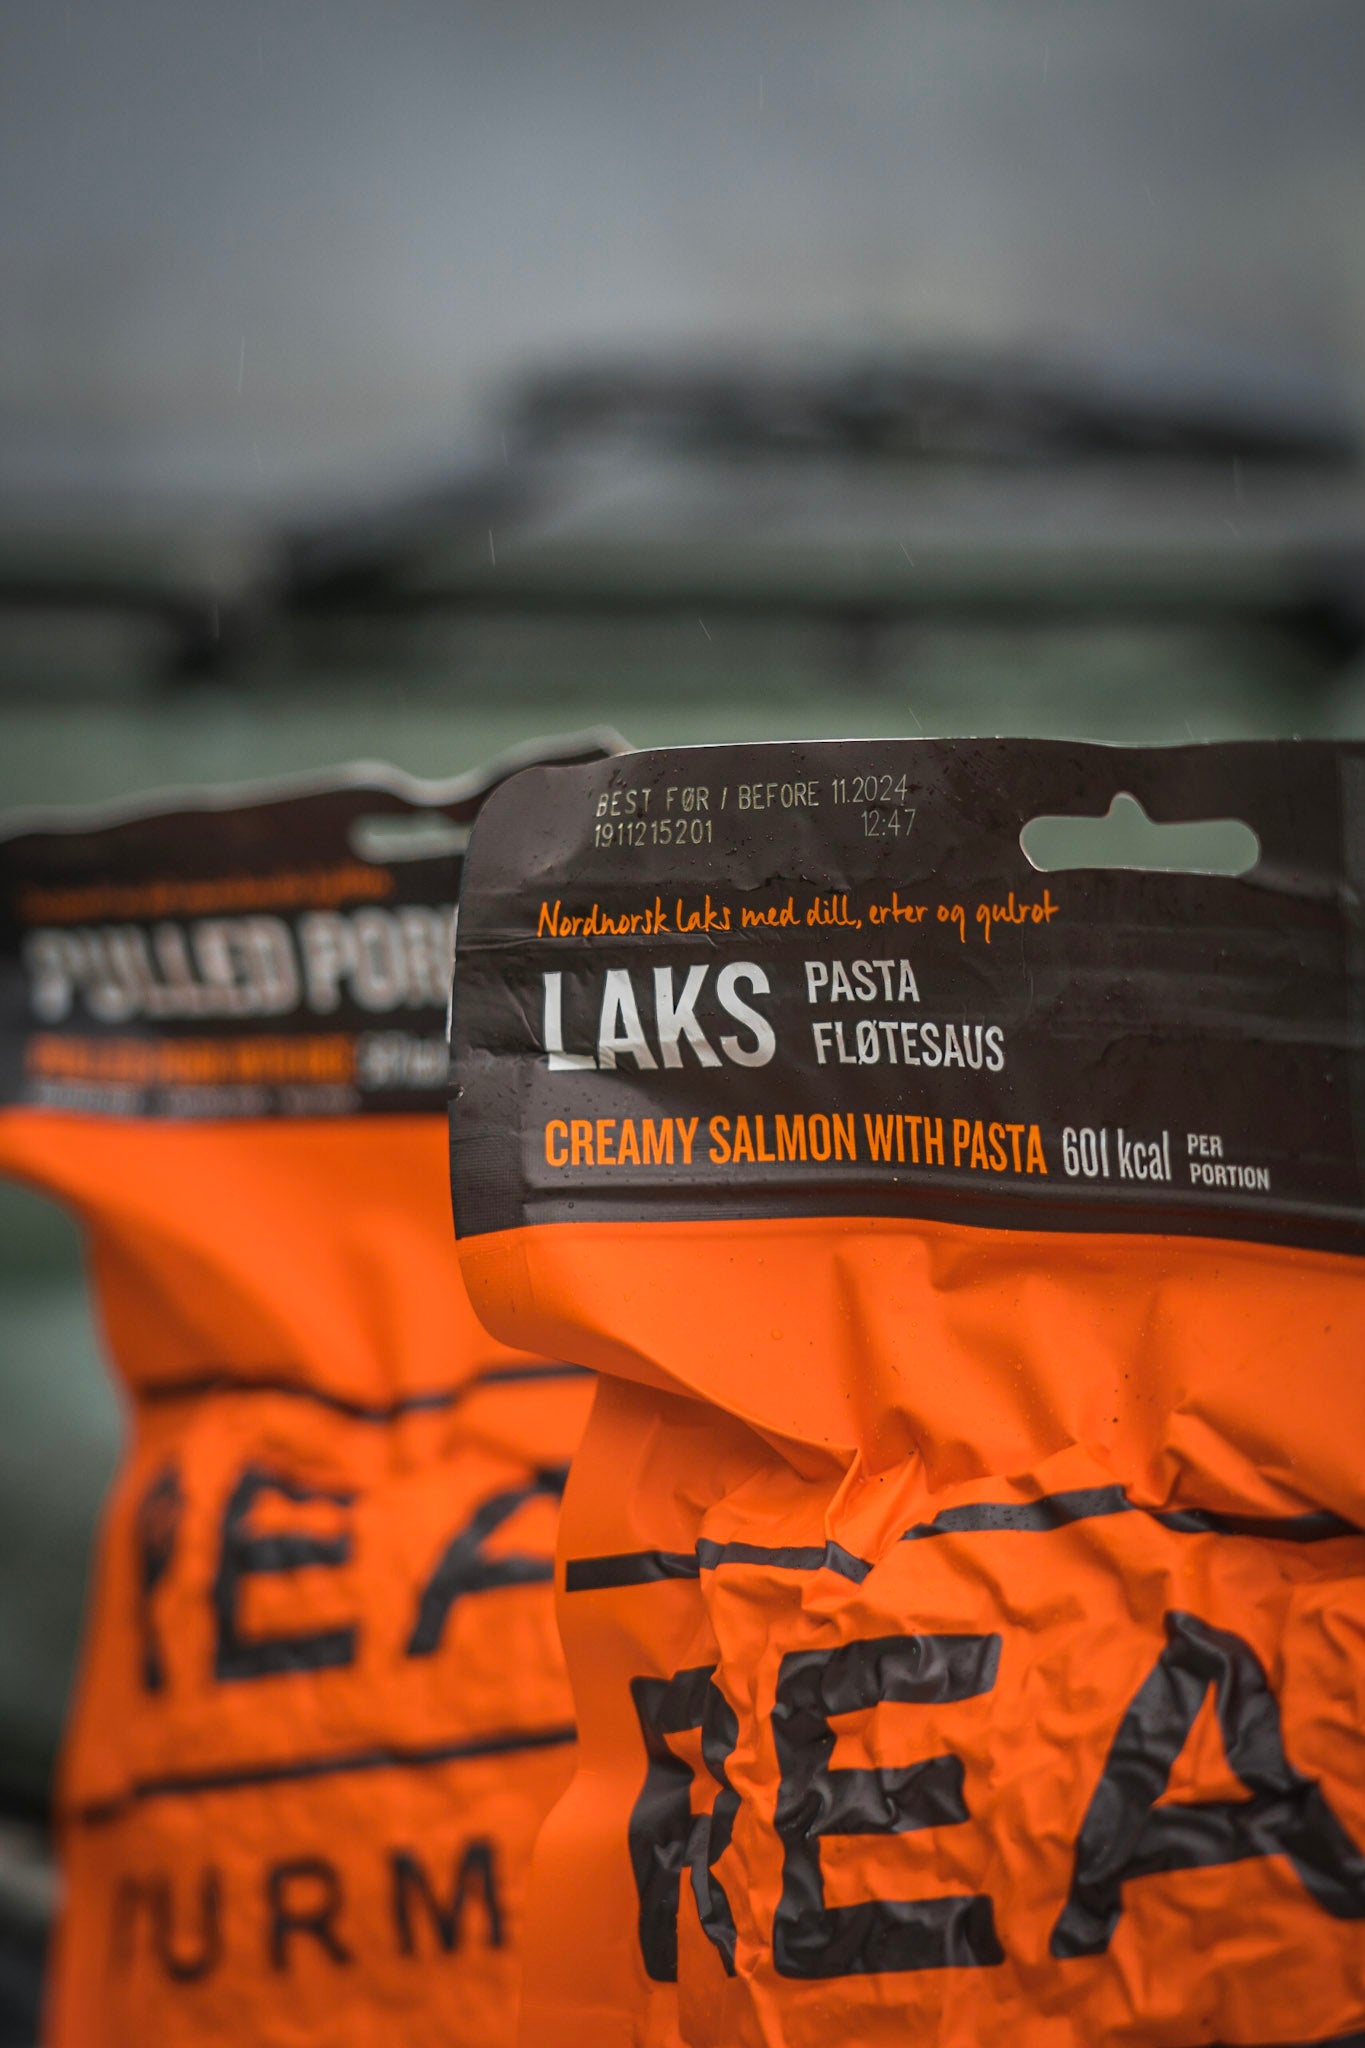 BEST FØR / BEFORE 11.2024
1911215201 12:47
Nordnorsk laks med dill, erter og gulrot
LAKS PASTA
FLØTESAUS
CREAMY SALMON WITH PASTA 601 kcal PER
PORTION
REA
PULLED POR
EA
URM